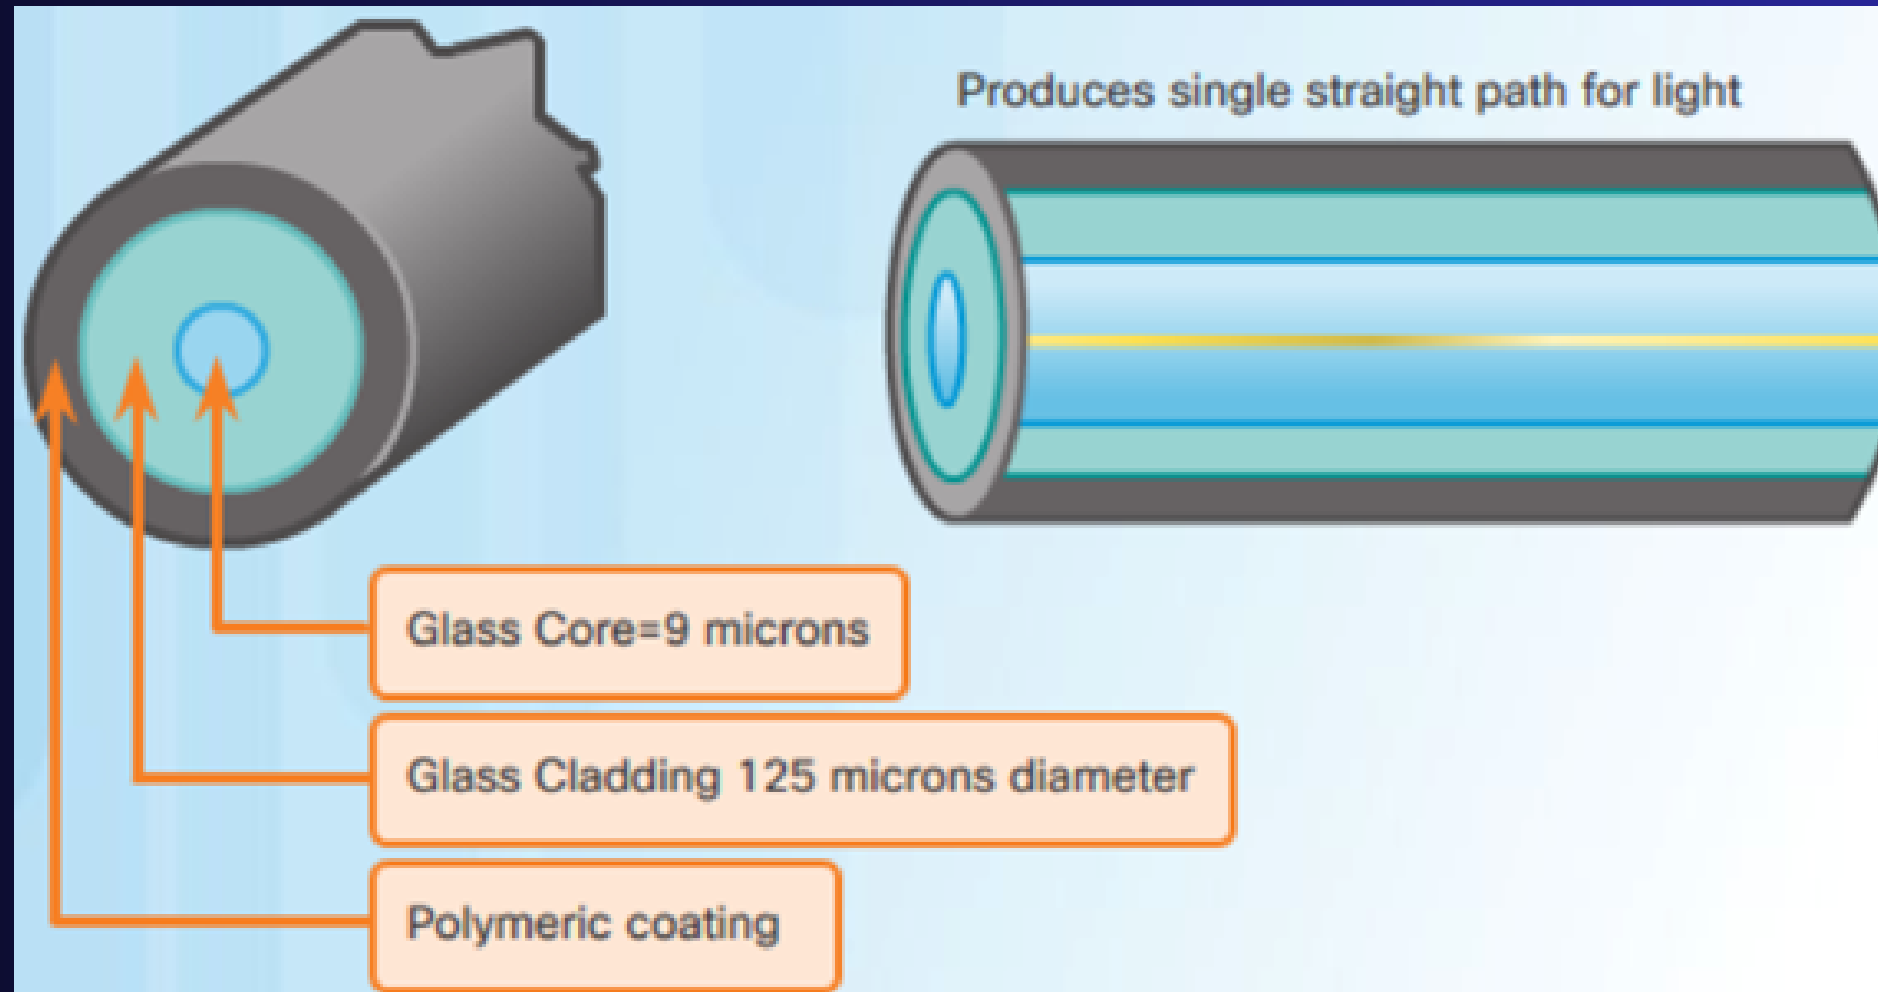 Produces single straight path for light
Glass Core=9 microns
Glass Cladding 125 microns diameter
Polymeric coating